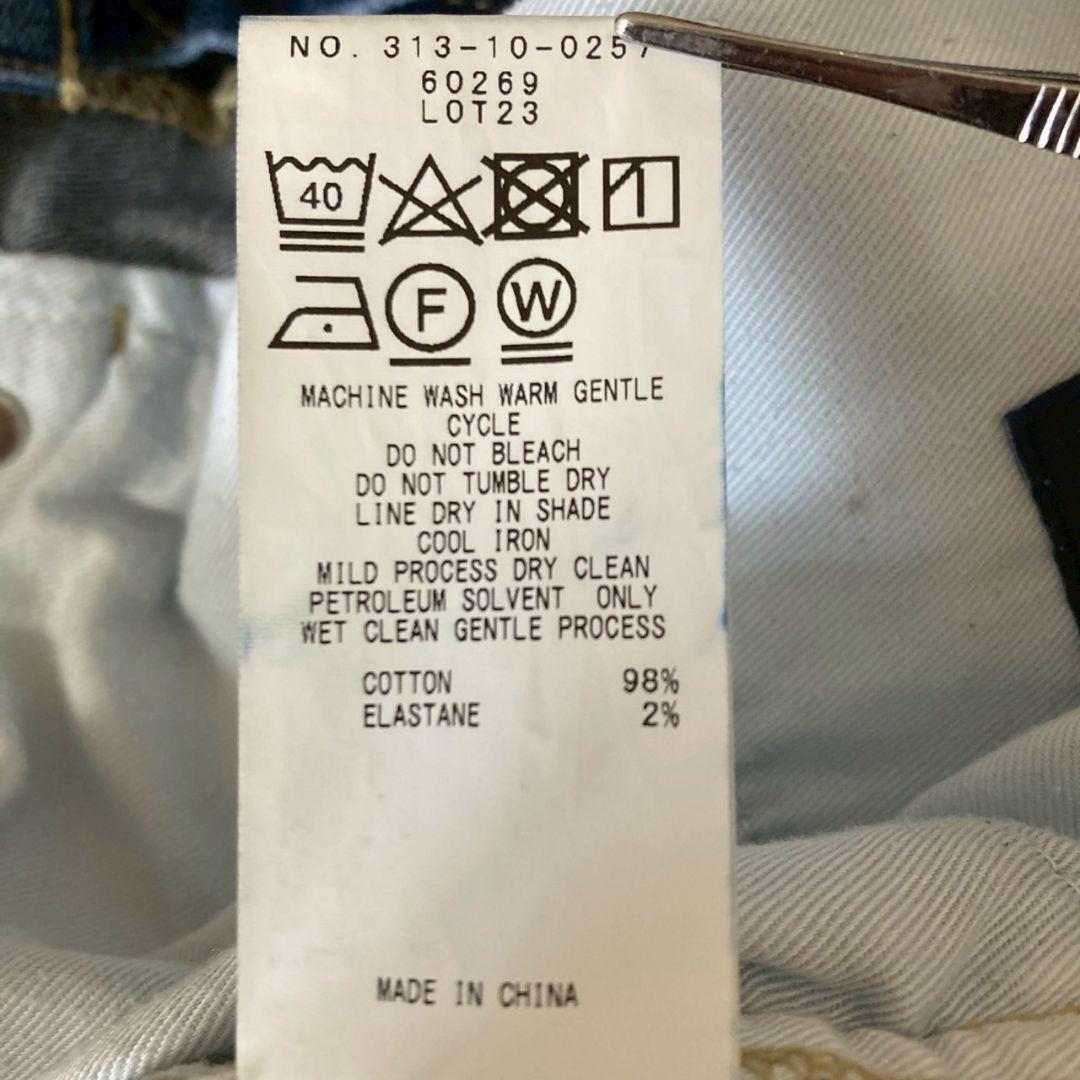 NO. 313-10-0257
60269
LOT23
40
F W
MACHINE WASH WARM GENTLE
CYCLE
DO NOT BLEACH
DO NOT TUMBLE DRY
LINE DRY IN SHADE
COOL IRON
MILD PROCESS DRY CLEAN
PETROLEUM SOLVENT ONLY
WET CLEAN GENTLE PROCESS
COTTON 98%
ELASTANE 2%
MADE IN CHINA